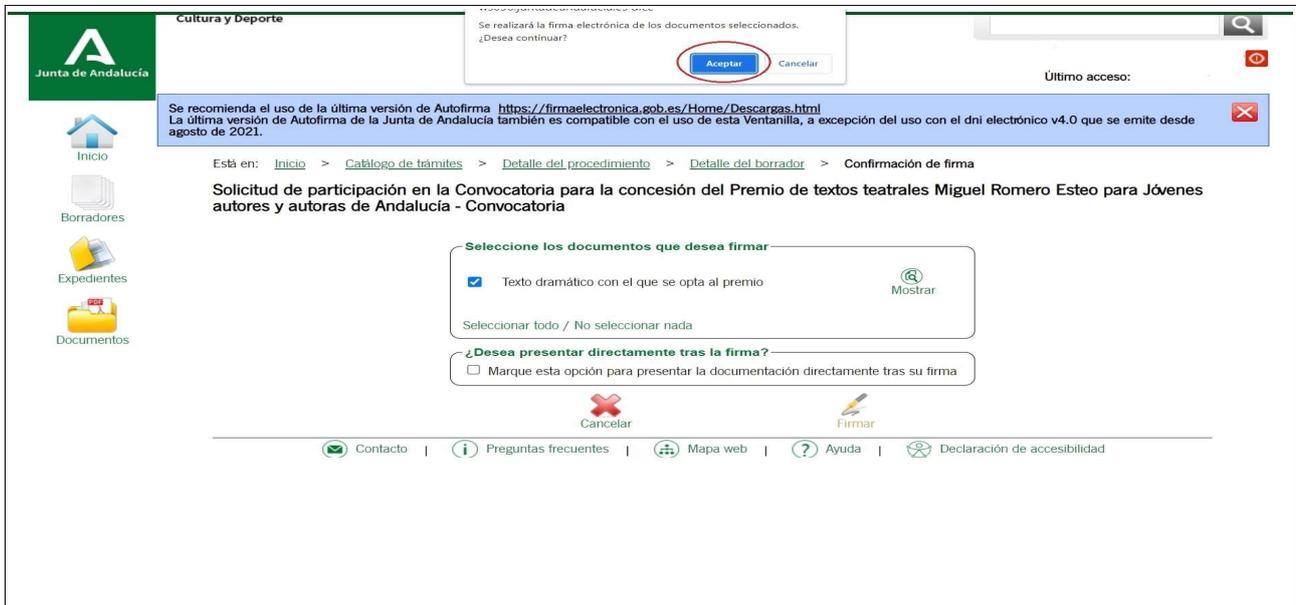 Cultura y Deporte
Se realizará la firma electrónica de los documentos seleccionados.
¿Desea continuar?
Aceptar
Cancelar
Junta de Andalucía
Último acceso:
Se recomienda el uso de la última versión de Autofirma https://firmaelectronica.gob.es/Home/Descargas.html
La última versión de Autofirma de la Junta de Andalucía también es compatible con el uso de esta Ventanilla, a excepción del uso con el dni electrónico v4.0 que se emite desde
agosto de 2021.
Inicio
Borradores
Expedientes
PDF
Documentos
Está en: Inicio > Catálogo de trámites > Detalle del procedimiento > Detalle del borrador > Confirmación de firma
Solicitud de participación en la Convocatoria para la concesión del Premio de textos teatrales Miguel Romero Esteo para Jóvenes
autores y autoras de Andalucía - Convocatoria
Seleccione los documentos que desea firmar
Texto dramático con el que se opta al premio
Mostrar
Seleccionar todo / No seleccionar nada
¿Desea presentar directamente tras la firma?
Marque esta opción para presentar la documentación directamente tras su firma
Cancelar
Firmar
Contacto | Preguntas frecuentes | Mapa web | Ayuda | Declaración de accesibilidad